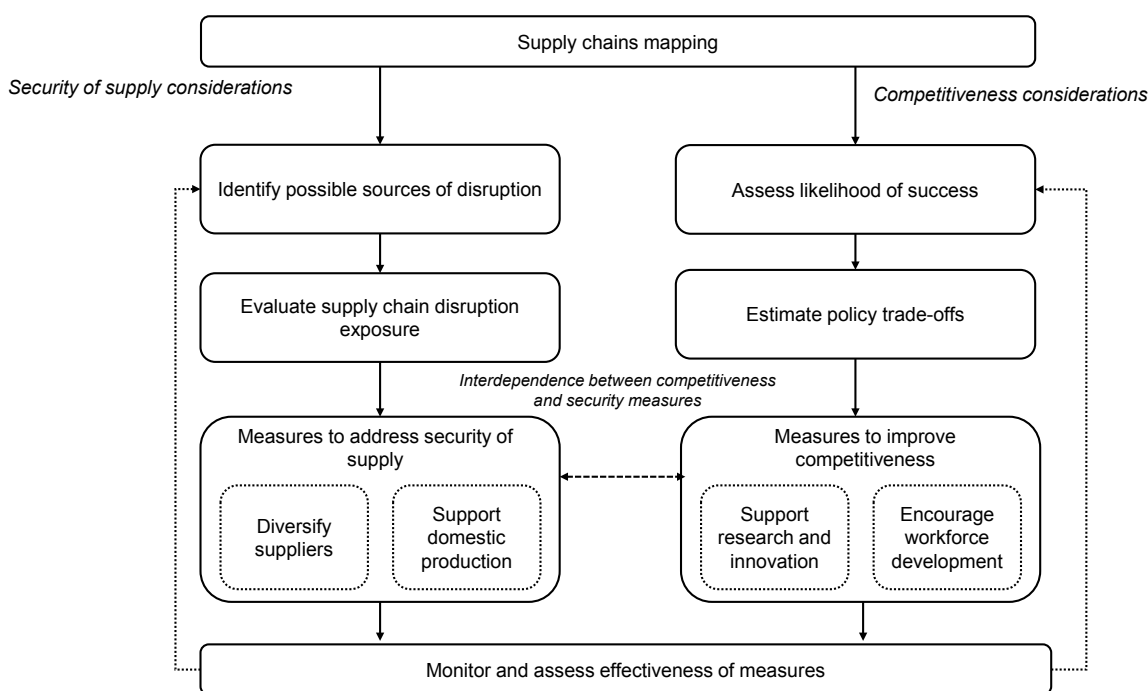 Supply chains mapping
Security of supply considerations
Competitiveness considerations
Identify possible sources of disruption
Assess likelihood of success
Evaluate supply chain disruption
exposure
Estimate policy trade-offs
Interdependence between competitiveness
and security measures
Measures to address security of
supply
Diversify
suppliers
Support
domestic
production
Measures to improve
competitiveness
Support
research and
innovation
Encourage
workforce
development
Monitor and assess effectiveness of measures